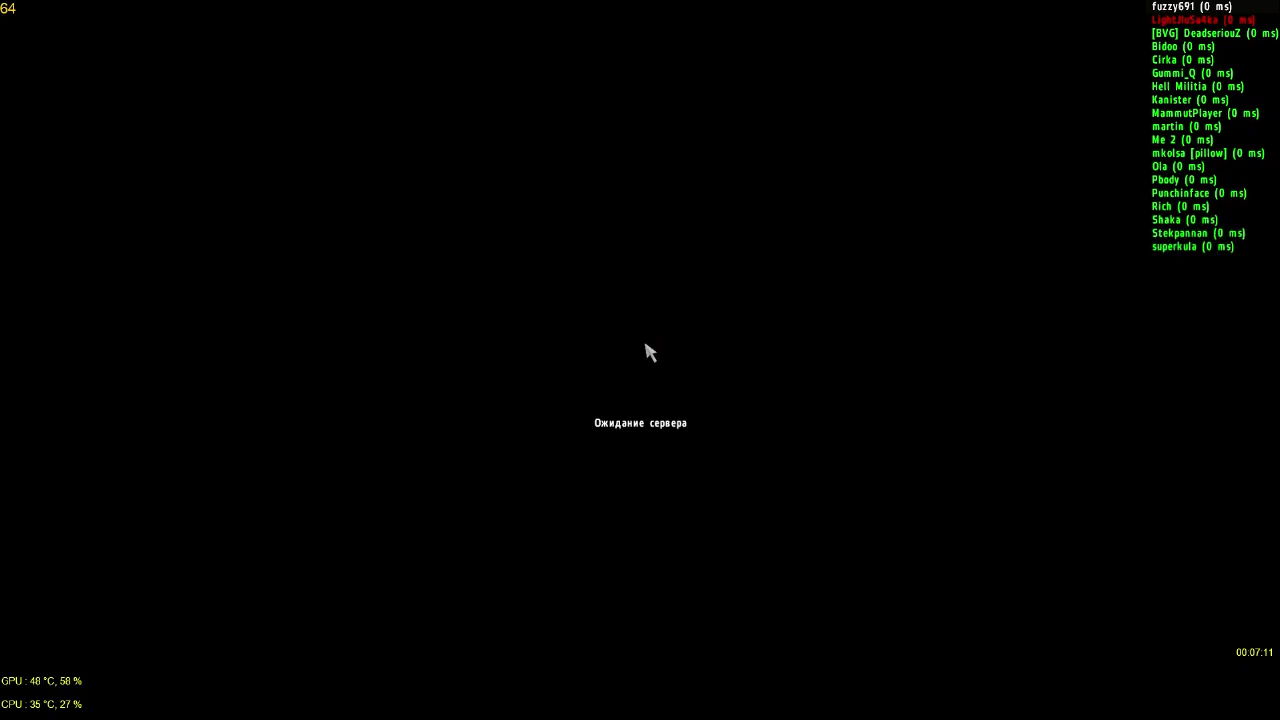 64
fuzzy691 (0 ms)
(0 ms)
[BVG] DeadseriouZ (0 ms)
Bidoo (0 ms)
Cirka (0 ms)
Gummi_Q (0 ms)
Hell Militia (0 ms)
Kanister (0 ms)
MammutPlayer (0 ms)
martin (0 ms)
Me 2 (0 ms)
mkolsa [pillow] (0 ms)
Ola (0 ms)
Pbody (0 ms)
Punchinface (0 ms)
Rich (0 ms)
Shaka (0 ms)
Stekpannan (0 ms)
superkula (0 ms)
Ожидание сервера
00:07:11
GPU : 48 °C, 58 %
CPU : 35 °C, 27 %